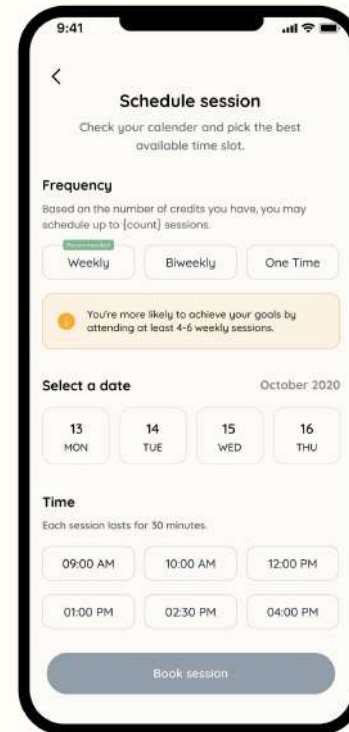 9:41
Schedule session
Check your calender and pick the best
available time slot.
Frequency
Based on the number of credits you have, you may
schedule up to {count} sessions.
Recommended
Weekly Biweekly One Time
You're more likely to achieve your goals by
attending at least 4-6 weekly sessions.
Select a date October 2020
13 14 15 16
MON TUE WED THU
Time
Each session lasts for 30 minutes.
09:00 AM 10:00 AM 12:00 PM
01:00 PM 02:30 PM 04:00 PM
Book session